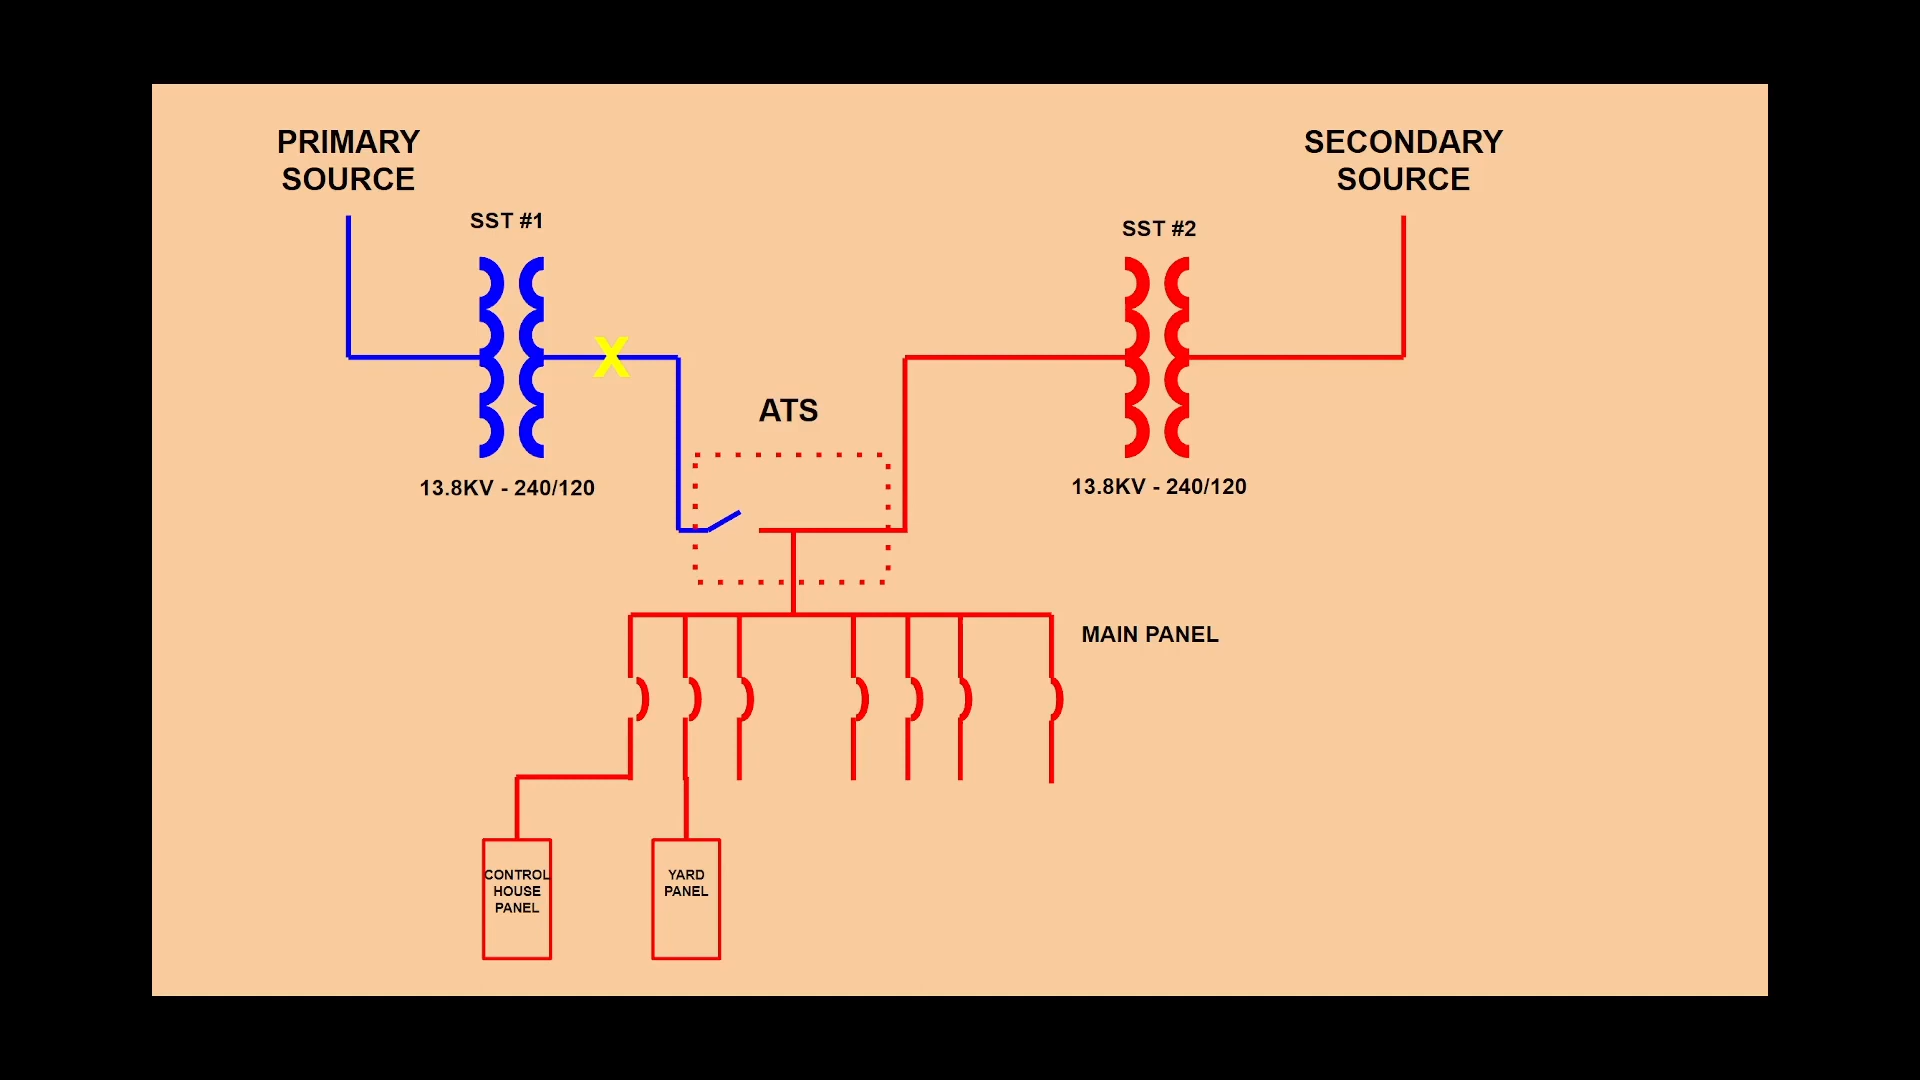 PRIMARY
SOURCE
SECONDARY
SOURCE
SST #1
SST #2
X
ATS
13.8KV - 240/120
13.8KV - 240/120
MAIN PANEL
CONTROL
HOUSE
PANEL
YARD
PANEL